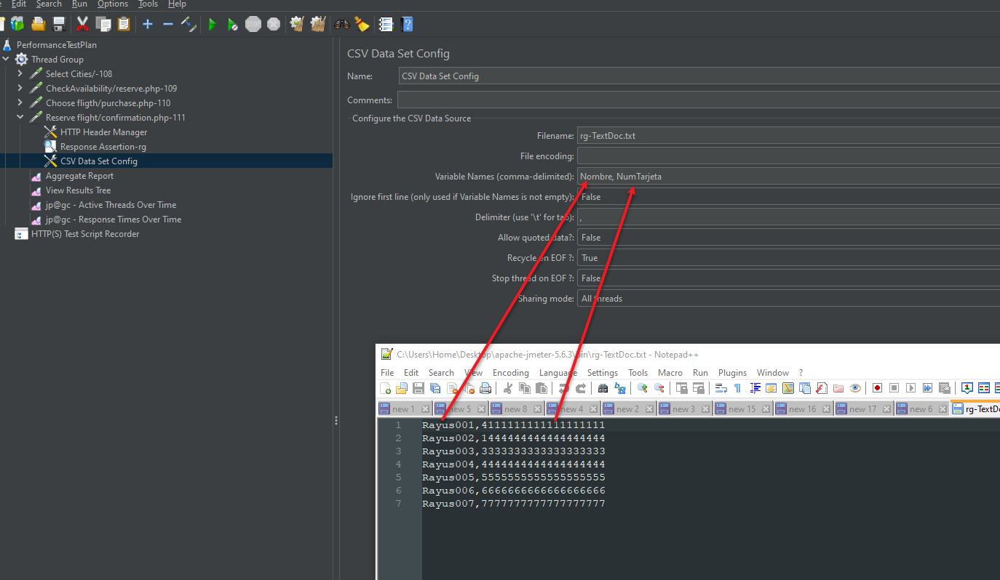 Edit Search Run Options Tools Help
PerformanceTestPlan
Thread Group
Select Cities/-108
CheckAvailability/reserve.php-109
Choose fligth/purchase.php-110
Reserve flight/confirmation.php-111
HTTP Header Manager
Response Assertion-rg
CSV Data Set Config
Aggregate Report
View Results Tree
jp@gc - Active Threads Over Time
jp@gc - Response Times Over Time
HTTP(S) Test Script Recorder
CSV Data Set Config
Name: CSV Data Set Config
Comments:
Configure the CSV Data Source
Filename: rg-TextDoc.txt
File encoding:
Variable Names (comma-delimited): Nombre, NumTarjeta
Ignore first line (only used if Variable Names is not empty): False
Delimiter (use '\t' for tab): ,
Allow quoted data?: False
Recycle on EOF ?: True
Stop thread on EOF ?: False
Sharing mode: All threads
C:\Users\Home\Desktop\apache-jmeter-5.6.3\bin\rg-TextDoc.txt - Notepad++
File Edit Search View Encoding Language Settings Tools Macro Run Plugins Window ?
new 1 new 5 new 8 new 4 new 2 new 3 new 15 new 16 new 17 new 6 rg-TextDo
1 Rayus001,4111111111111111111
2 Rayus002,1444444444444444444
3 Rayus003,3333333333333333333
4 Rayus004,4444444444444444444
5 Rayus005,5555555555555555555
6 Rayus006,6666666666666666666
7 Rayus007,7777777777777777777